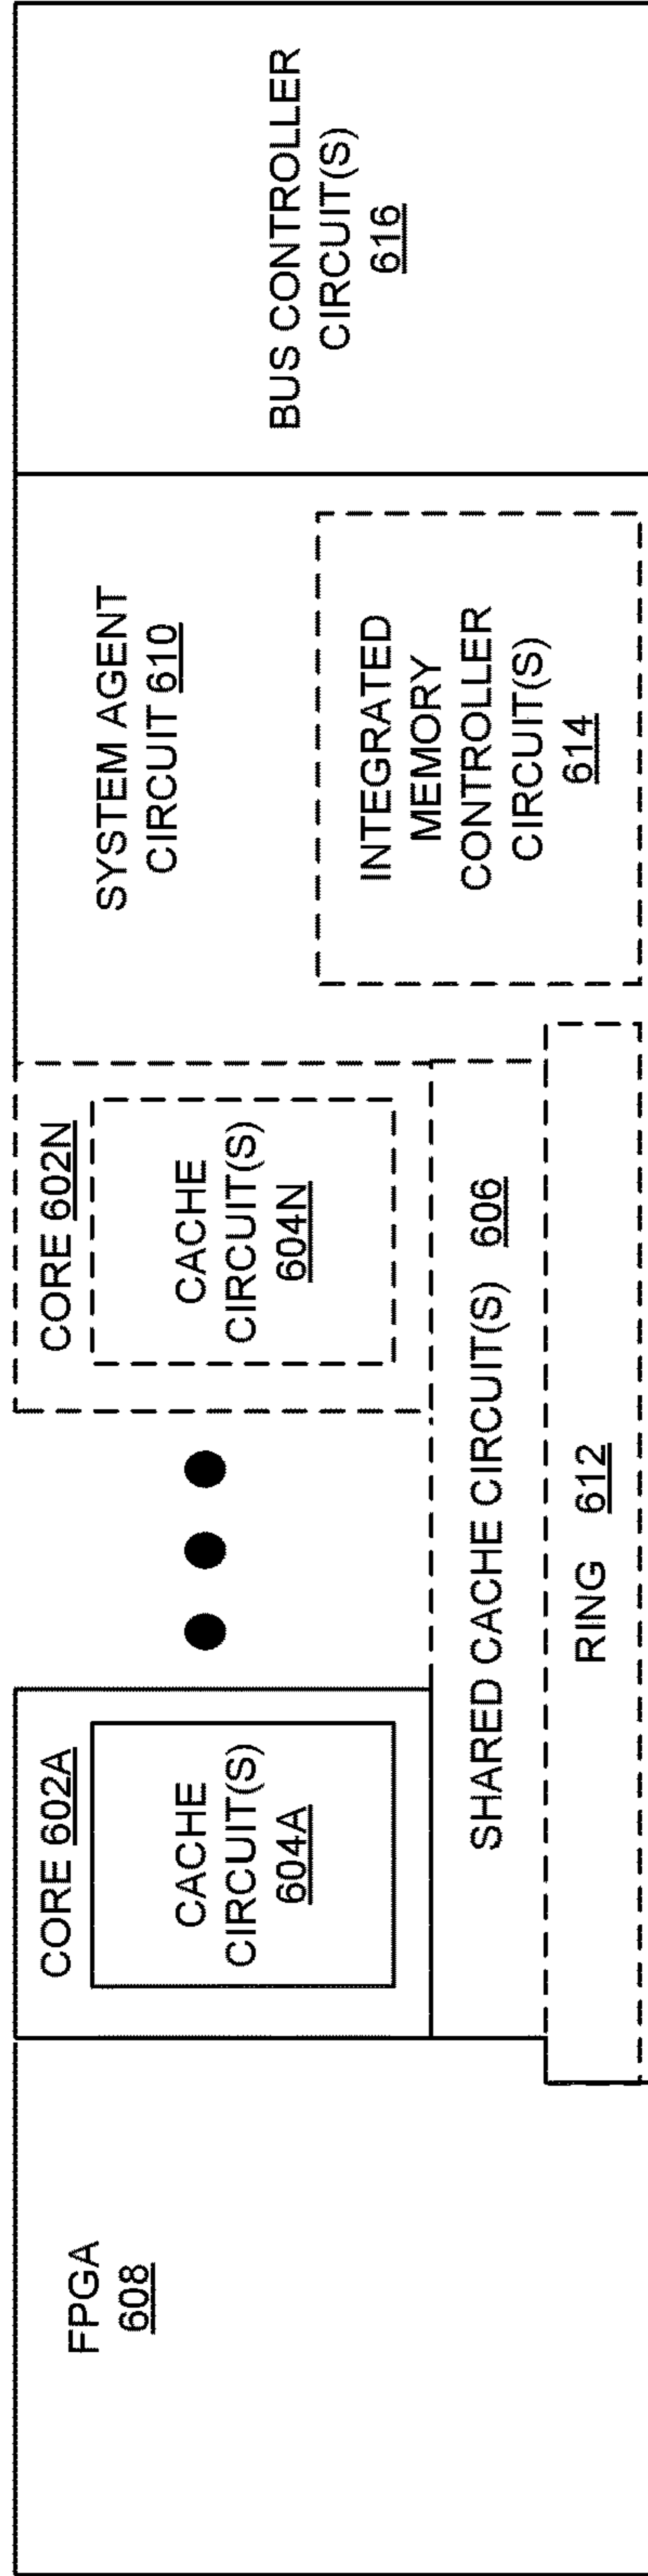 FPGA
608
CORE 602A
CACHE
CIRCUIT(S)
604A
CORE 602N
CACHE
CIRCUIT(S)
604N
SHARED CACHE CIRCUIT(S) 606
RING 612
SYSTEM AGENT
CIRCUIT 610
INTEGRATED
MEMORY
CONTROLLER
CIRCUIT(S)
614
BUS CONTROLLER
CIRCUIT(S)
616